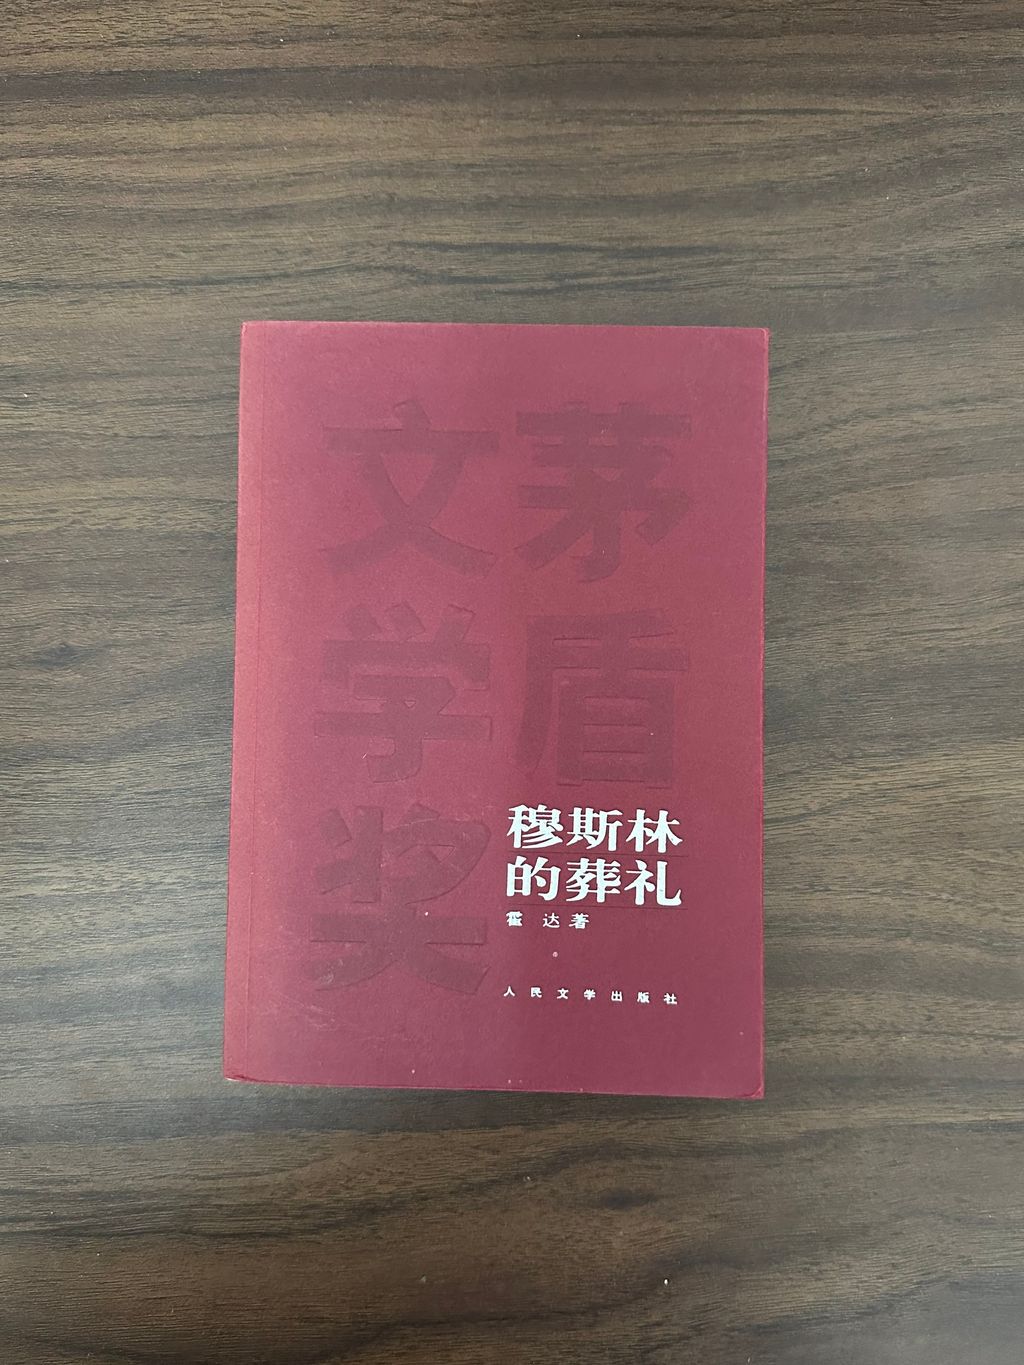 茅盾
文学奖
穆斯林
的葬礼
霍达著
人民文学出版社